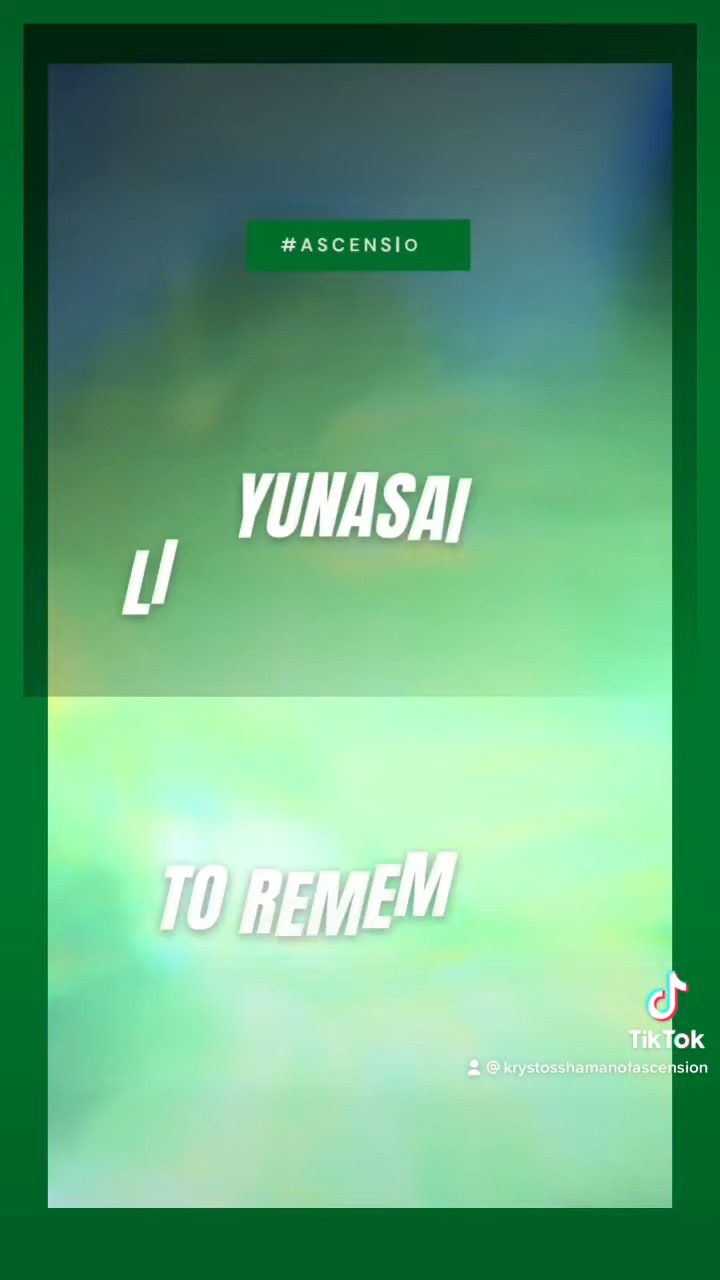 #ASCENSIO
YUNASAI
LI
TO REMEM
TikTok
@krystosshamanofascension